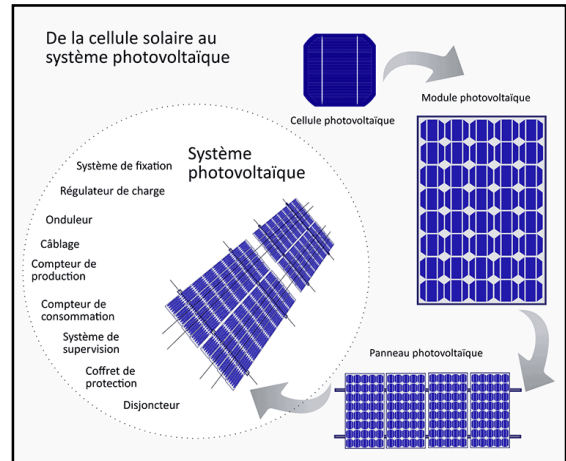 De la cellule solaire au
système photovoltaïque
Cellule photovoltaïque
Module photovoltaïque
Système
photovoltaïque
Système de fixation
Régulateur de charge
Onduleur
Câblage
Compteur de
production
Compteur de
consommation
Système de
supervision
Coffret de
protection
Disjoncteur
Panneau photovoltaïque